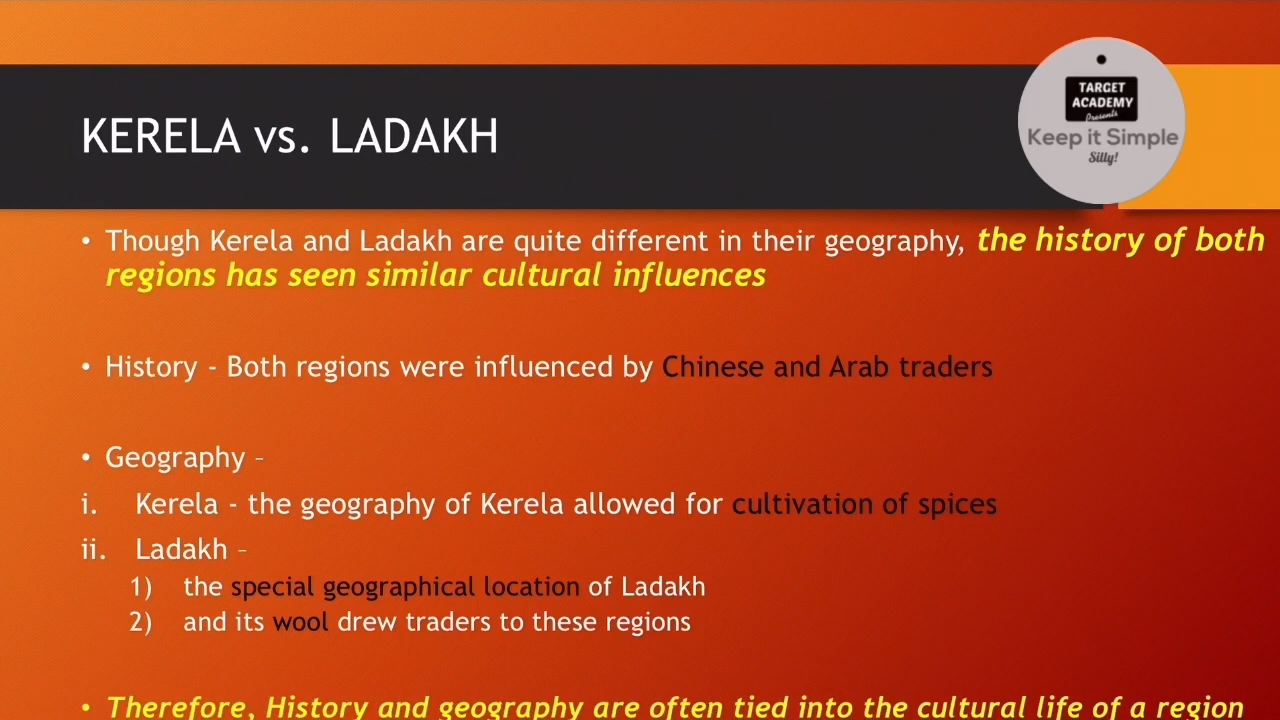 KERELA vs. LADAKH
TARGET
ACADEMY
Presents
Keep it Simple
Silly!
• Though Kerela and Ladakh are quite different in their geography, the history of both
regions has seen similar cultural influences
• History - Both regions were influenced by Chinese and Arab traders
• Geography –
i. Kerela - the geography of Kerela allowed for cultivation of spices
ii. Ladakh –
1) the special geographical location of Ladakh
2) and its wool drew traders to these regions
• Therefore, History and geography are often tied into the cultural life of a region